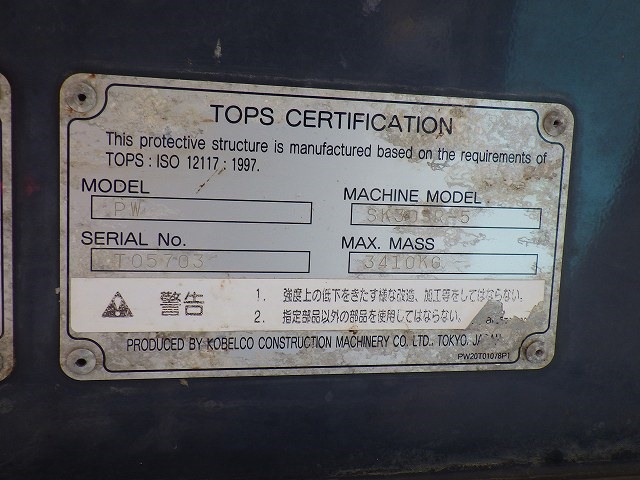 TOPS CERTIFICATION
This protective structure is manufactured based on the requirements of
TOPS : ISO 12117 : 1997.
MODEL
PW
MACHINE MODEL
SK30SR-5
SERIAL No.
T05703
MAX. MASS
3410KG
警告
1. 強度上の低下をきたす様な改造、加工等をしてはならない。
2. 指定部品以外の部品を使用してはならない。
PRODUCED BY KOBELCO CONSTRUCTION MACHINERY CO. LTD., TOKYO,
PW20T01078P1